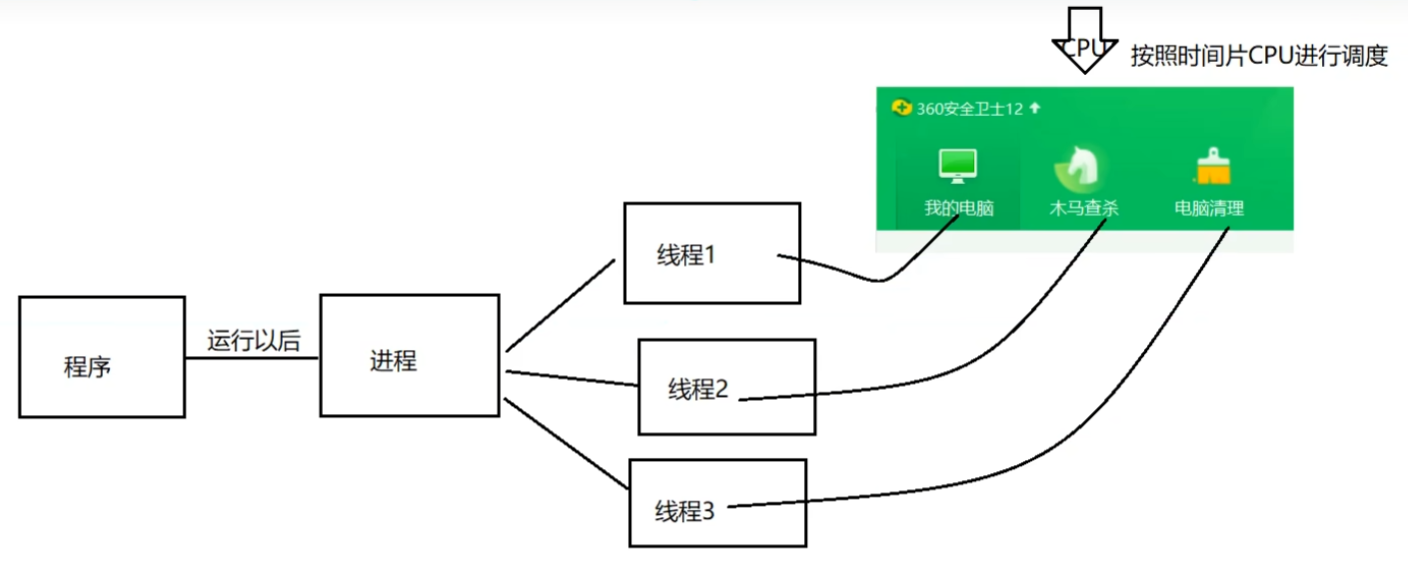 CPU
按照时间片CPU进行调度
360安全卫士12
我的电脑
木马查杀
电脑清理
线程1
运行以后
程序
进程
线程2
线程3